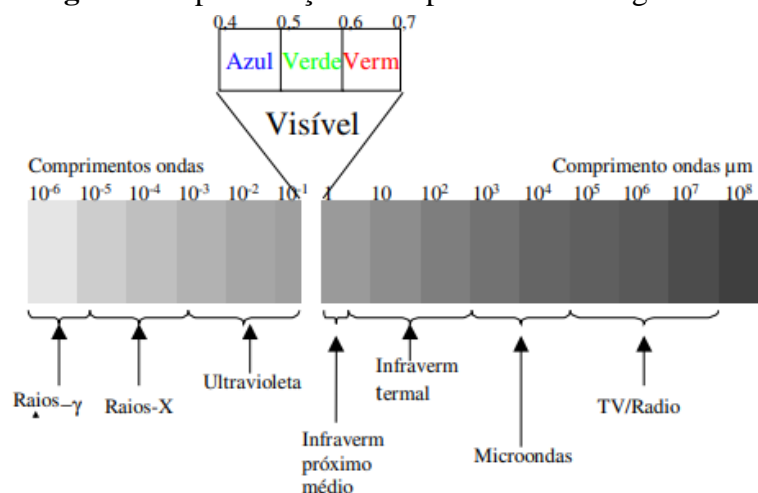 0,4 0,5 0,6 0,7
Azul Verde Verm
Visível
Comprimentos ondas
Comprimento ondas µm
10⁻⁶ 10⁻⁵ 10⁻⁴ 10⁻³ 10⁻² 10⁻¹ 1 10 10² 10³ 10⁴ 10⁵ 10⁶ 10⁷ 10⁸
Raios–γ
Raios-X
Ultravioleta
Infraverm
próximo
médio
Infraverm
termal
Microondas
TV/Radio